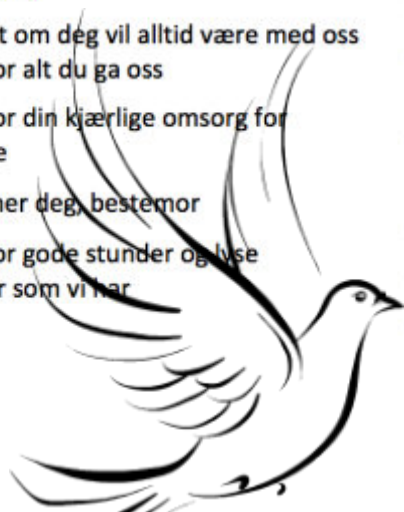 t om deg vil alltid være med oss
or alt du ga oss
or din kjærlige omsorg for
e
ner deg, bestemor
or gode stunder og lyse
r som vi har